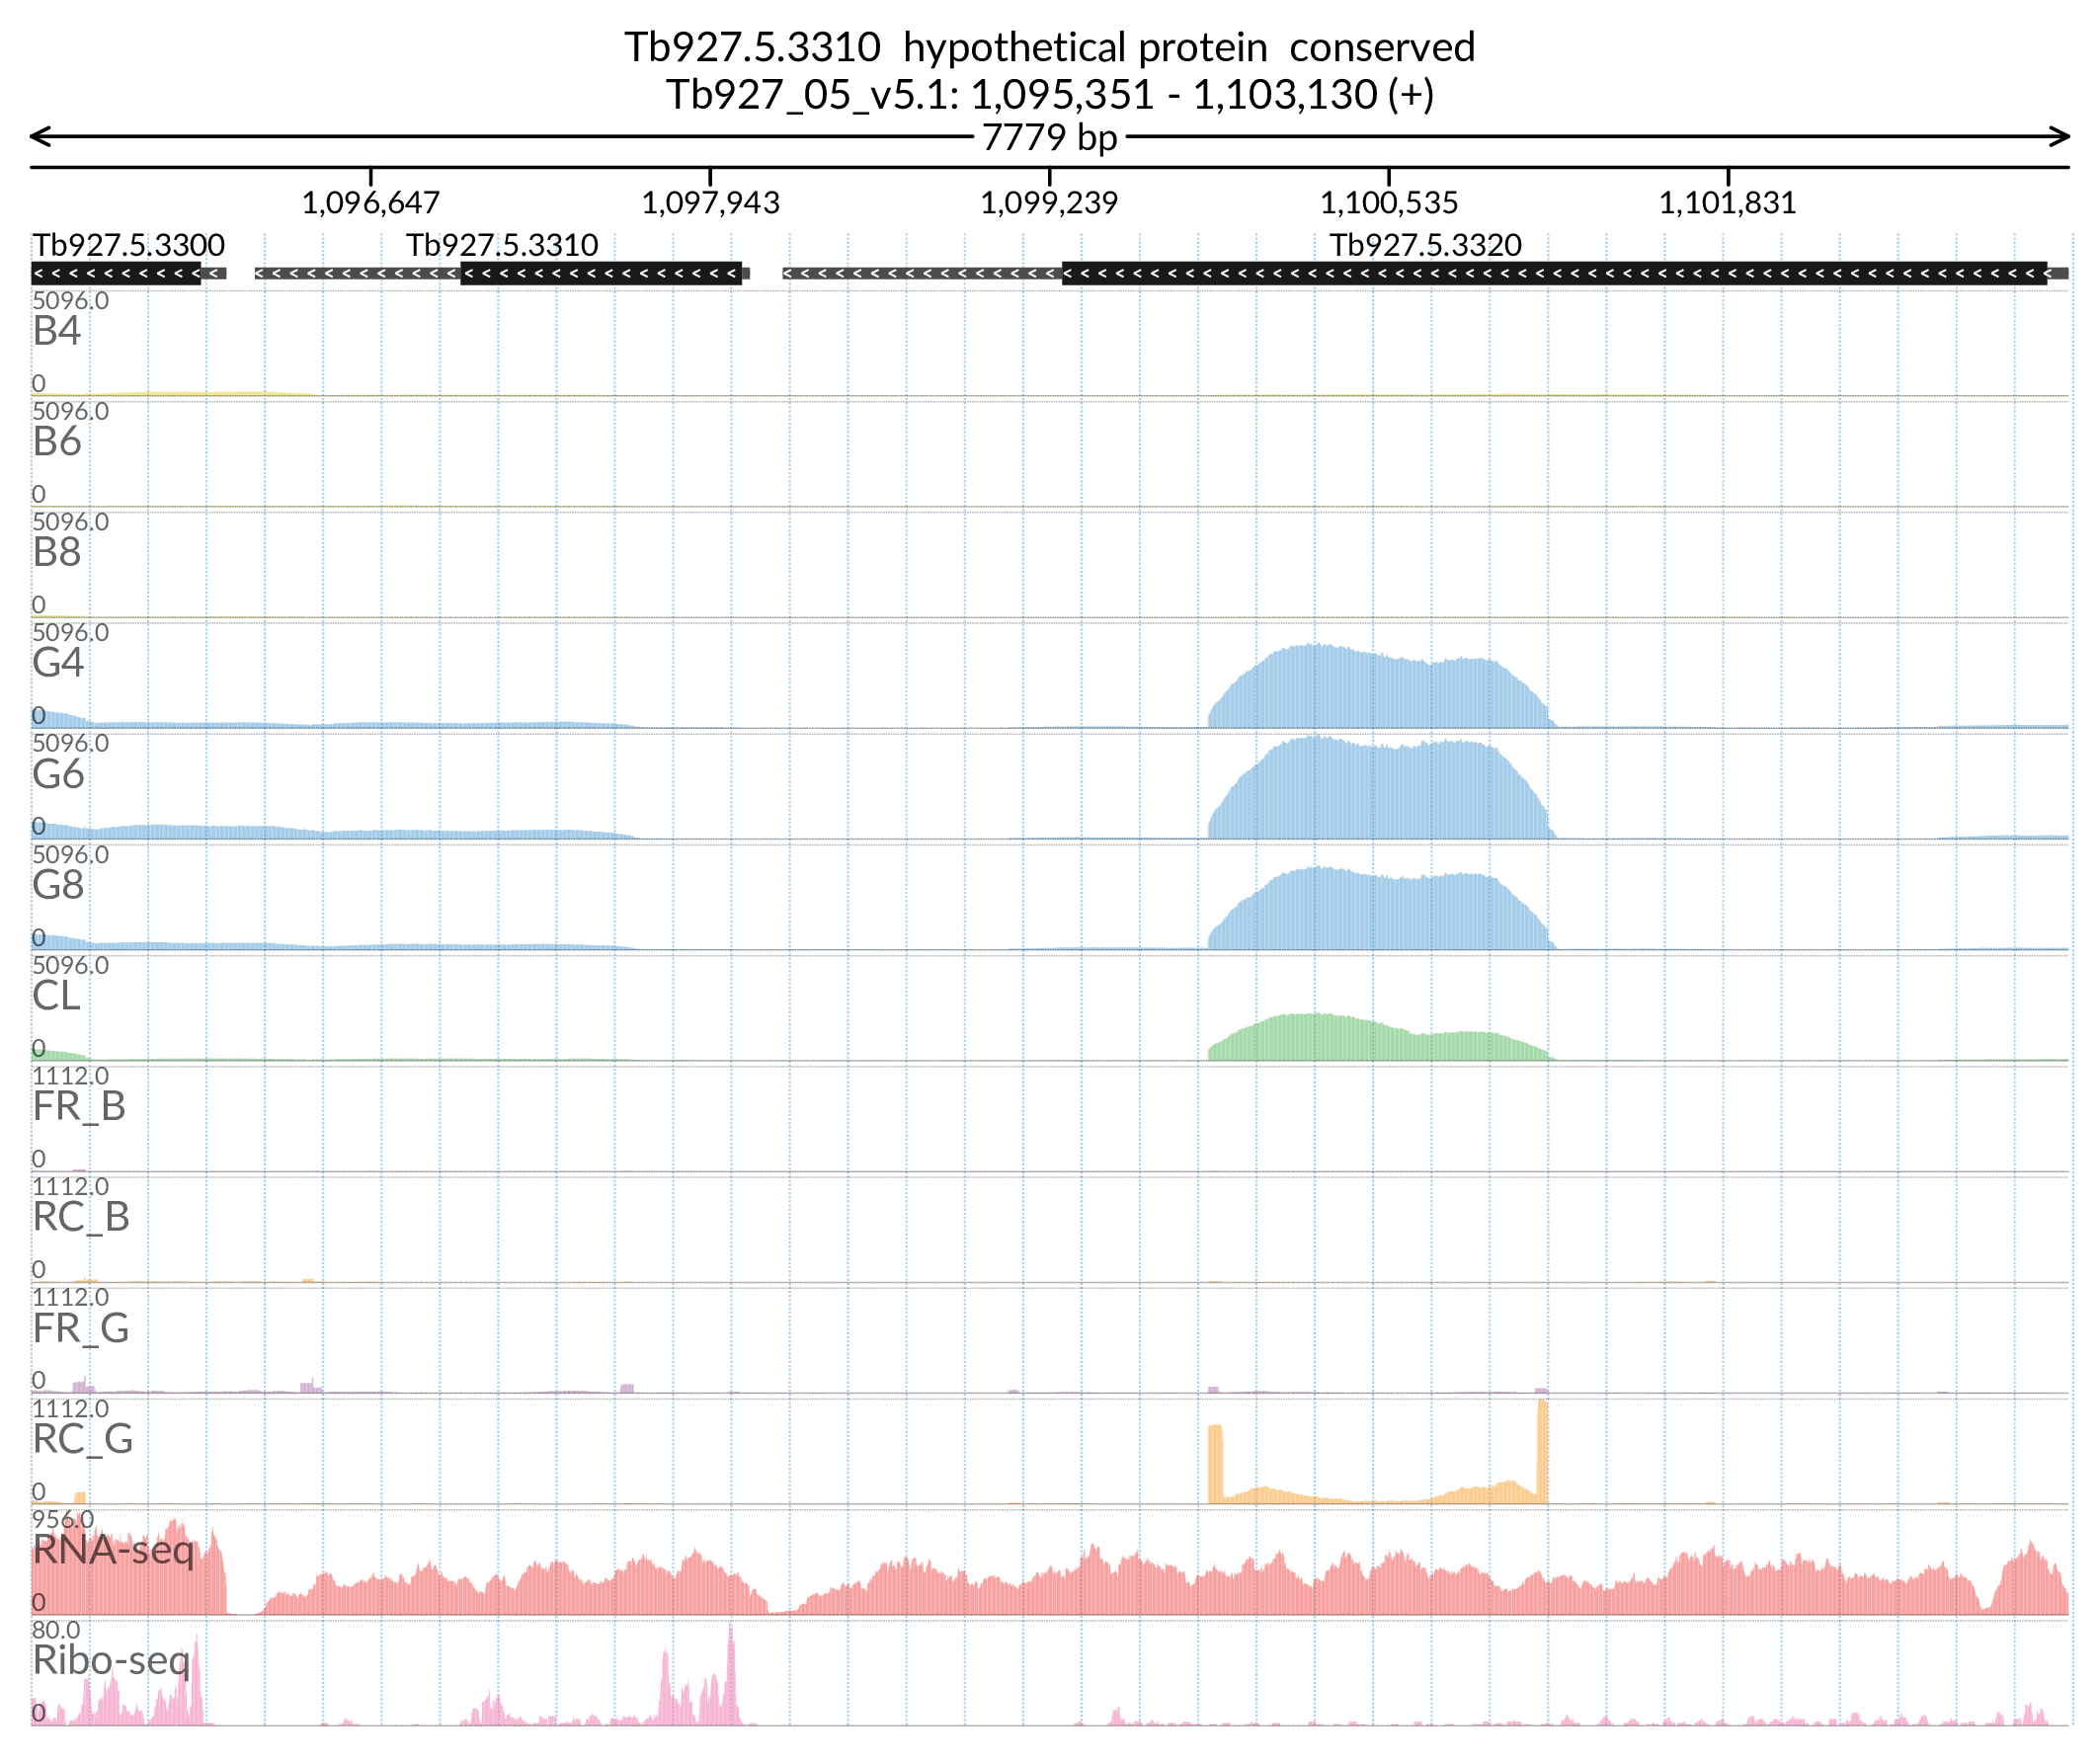 Tb927.5.3310  hypothetical protein  conserved
Tb927_05_v5.1: 1,095,351 - 1,103,130 (+)
7779 bp
1,096,647 1,097,943 1,099,239 1,100,535 1,101,831
Tb927.5.3300 Tb927.5.3310 Tb927.5.3320
5096.0
B4
0
5096.0
B6
0
5096.0
B8
0
5096.0
G4
0
5096.0
G6
0
5096.0
G8
0
5096.0
CL
0
1112.0
FR_B
0
1112.0
RC_B
0
1112.0
FR_G
0
1112.0
RC_G
0
956.0
RNA-seq
0
80.0
Ribo-seq
0